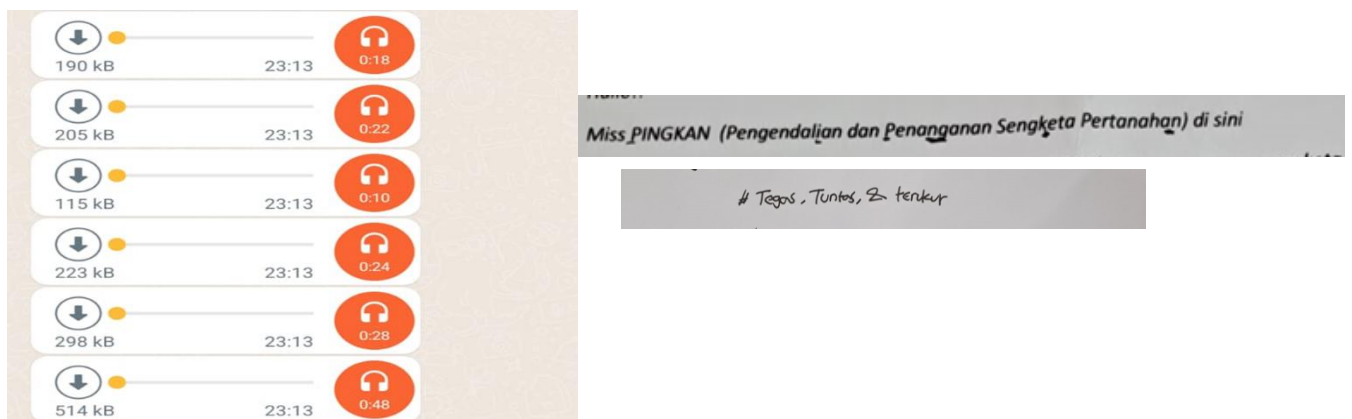 0:18
190 kB 23:13
0:22
205 kB 23:13
0:10
115 kB 23:13
0:24
223 kB 23:13
0:28
298 kB 23:13
0:48
514 kB 23:13
Miss PINGKAN (Pengendalian dan Penanganan Sengketa Pertanahan) di sini
# Tegas, Tuntas, & terukur